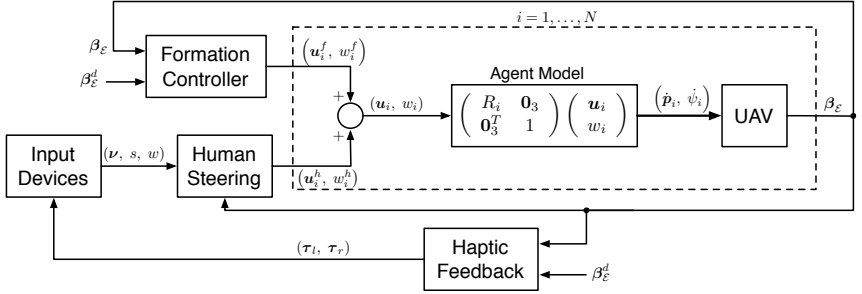 i = 1, . . . , N
β_ℰ
β_ℰ^d
Formation
Controller
(u_i^f, w_i^f)
+
+
(u_i, w_i)
Agent Model
( R_i 0_3 ) ( u_i )
( 0_3^T 1 ) ( w_i )
(ṗ_i, ψ̇_i)
UAV
β_ℰ
Input
Devices
(ν, s, w)
Human
Steering
(u_i^h, w_i^h)
(τ_l, τ_r)
Haptic
Feedback
β_ℰ^d